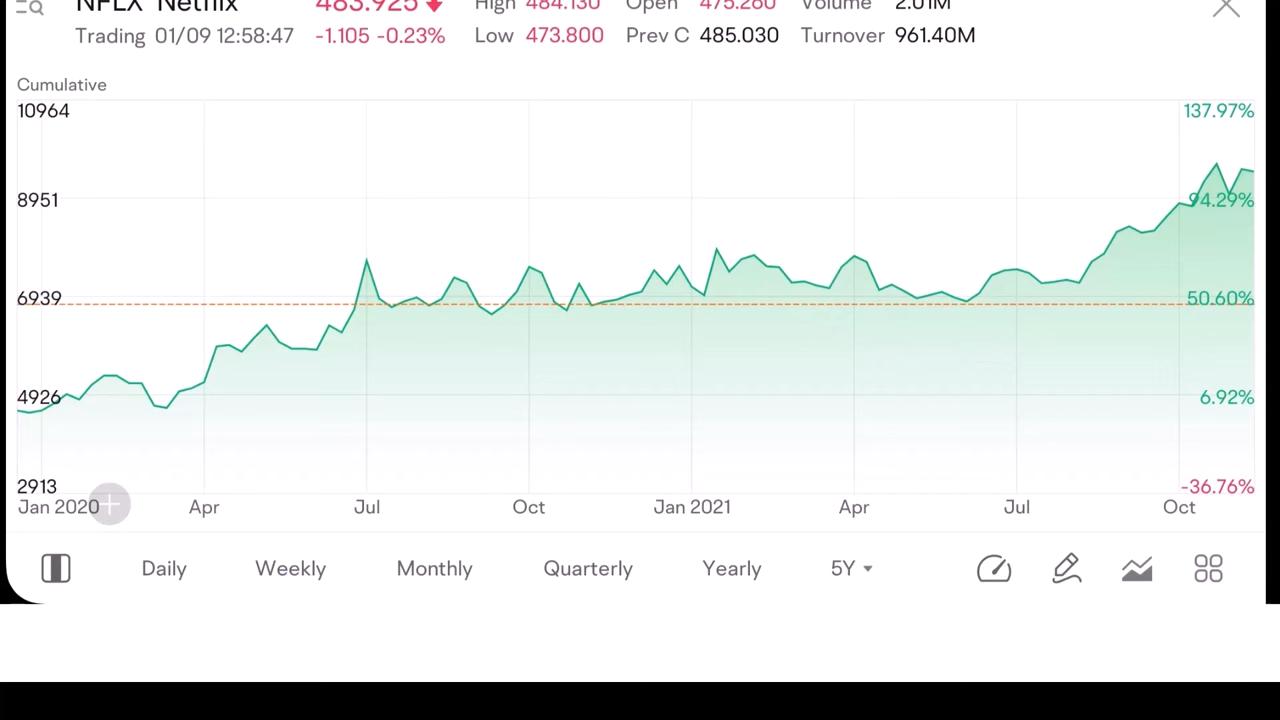 NFLX Netflix 483.925 High 484.130 Open 475.260 Volume 2.01M
Trading 01/09 12:58:47 -1.105 -0.23% Low 473.800 Prev C 485.030 Turnover 961.40M
Cumulative
10964 137.97%
8951 94.29%
6939 50.60%
4926 6.92%
2913 -36.76%
Jan 2020 Apr Jul Oct Jan 2021 Apr Jul Oct
Daily Weekly Monthly Quarterly Yearly 5Y